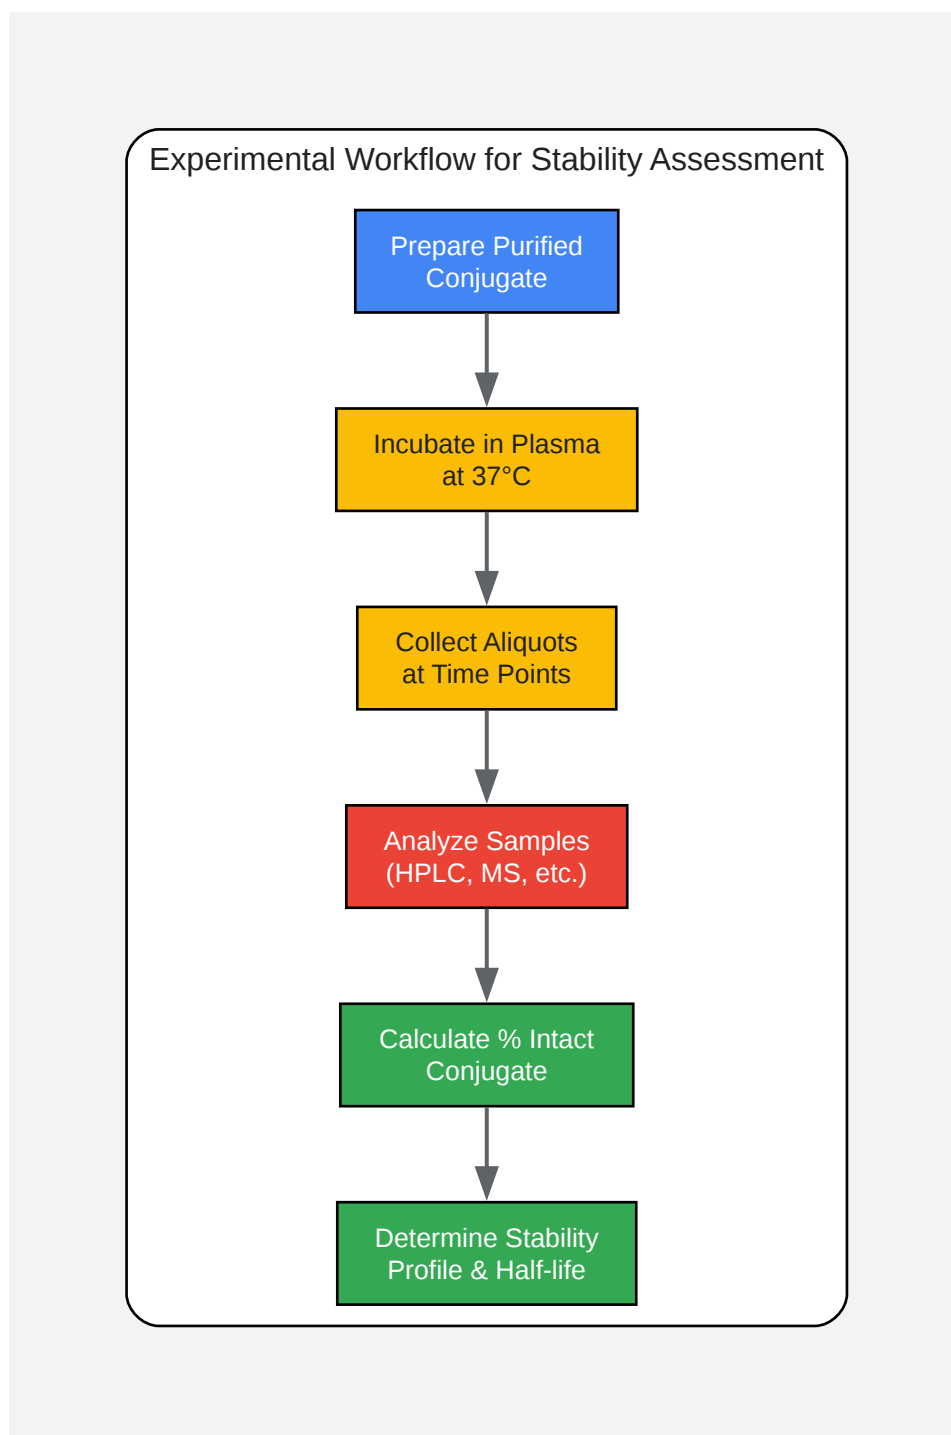 Experimental Workflow for Stability Assessment
Prepare Purified
Conjugate
Incubate in Plasma
at 37°C
Collect Aliquots
at Time Points
Analyze Samples
(HPLC, MS, etc.)
Calculate % Intact
Conjugate
Determine Stability
Profile & Half-life